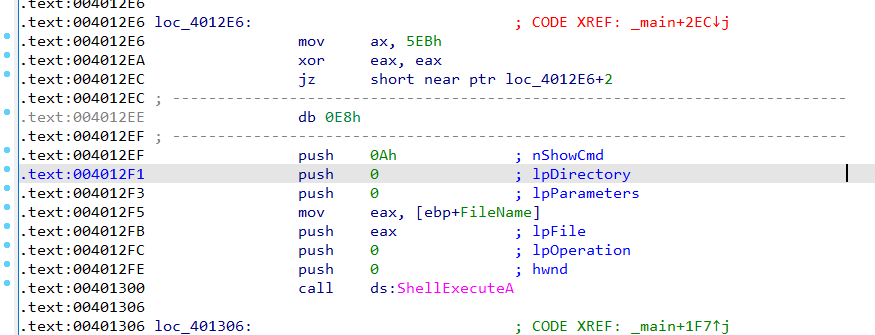 .text:004012E6
.text:004012E6 loc_4012E6: ; CODE XREF: _main+2EC↓j
.text:004012E6 mov ax, 5EBh
.text:004012EA xor eax, eax
.text:004012EC jz short near ptr loc_4012E6+2
.text:004012EC ; ---------------------------------------------------------------------------
.text:004012EE db 0E8h
.text:004012EF ; ---------------------------------------------------------------------------
.text:004012EF push 0Ah ; nShowCmd
.text:004012F1 push 0 ; lpDirectory
.text:004012F3 push 0 ; lpParameters
.text:004012F5 mov eax, [ebp+FileName]
.text:004012FB push eax ; lpFile
.text:004012FC push 0 ; lpOperation
.text:004012FE push 0 ; hwnd
.text:00401300 call ds:ShellExecuteA
.text:00401306
.text:00401306 loc_401306: ; CODE XREF: _main+1F7↑j